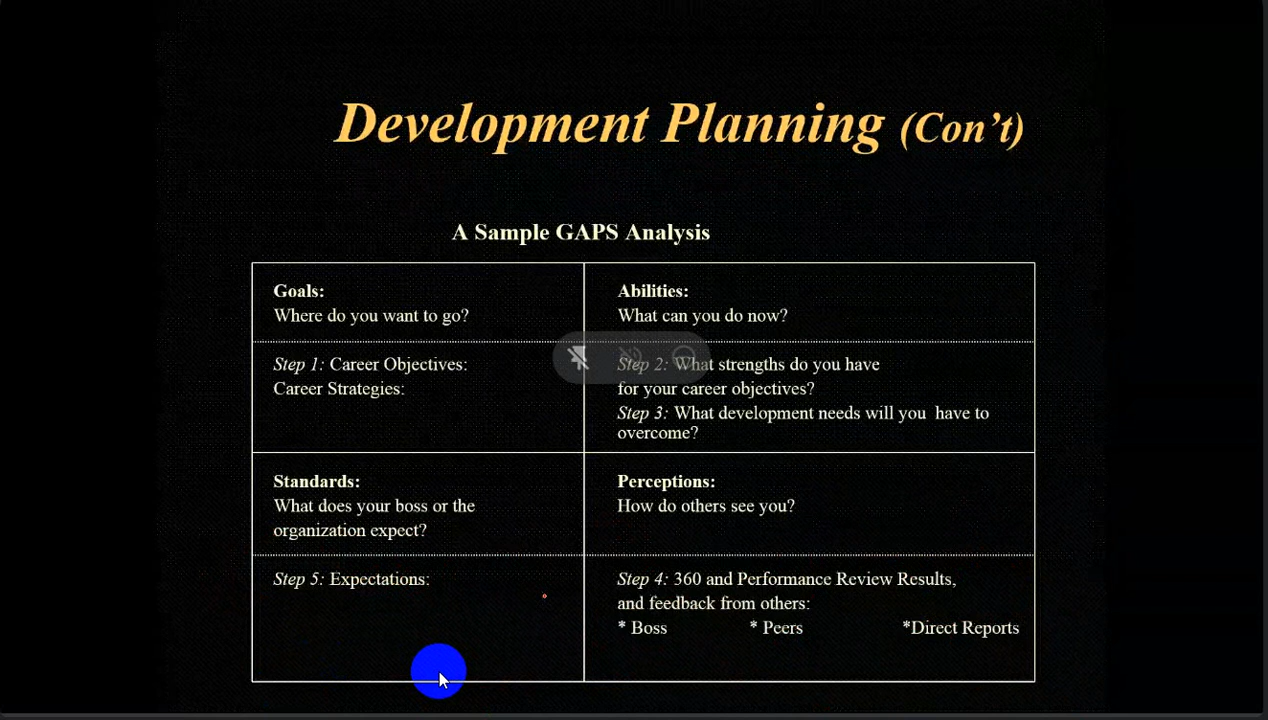 Development Planning (Con’t)
A Sample GAPS Analysis
Goals:
Where do you want to go?
Abilities:
What can you do now?
Step 1: Career Objectives:
Career Strategies:
Step 2: What strengths do you have
for your career objectives?
Step 3: What development needs will you have to
overcome?
Standards:
What does your boss or the
organization expect?
Perceptions:
How do others see you?
Step 5: Expectations:
Step 4: 360 and Performance Review Results,
and feedback from others:
* Boss * Peers *Direct Reports